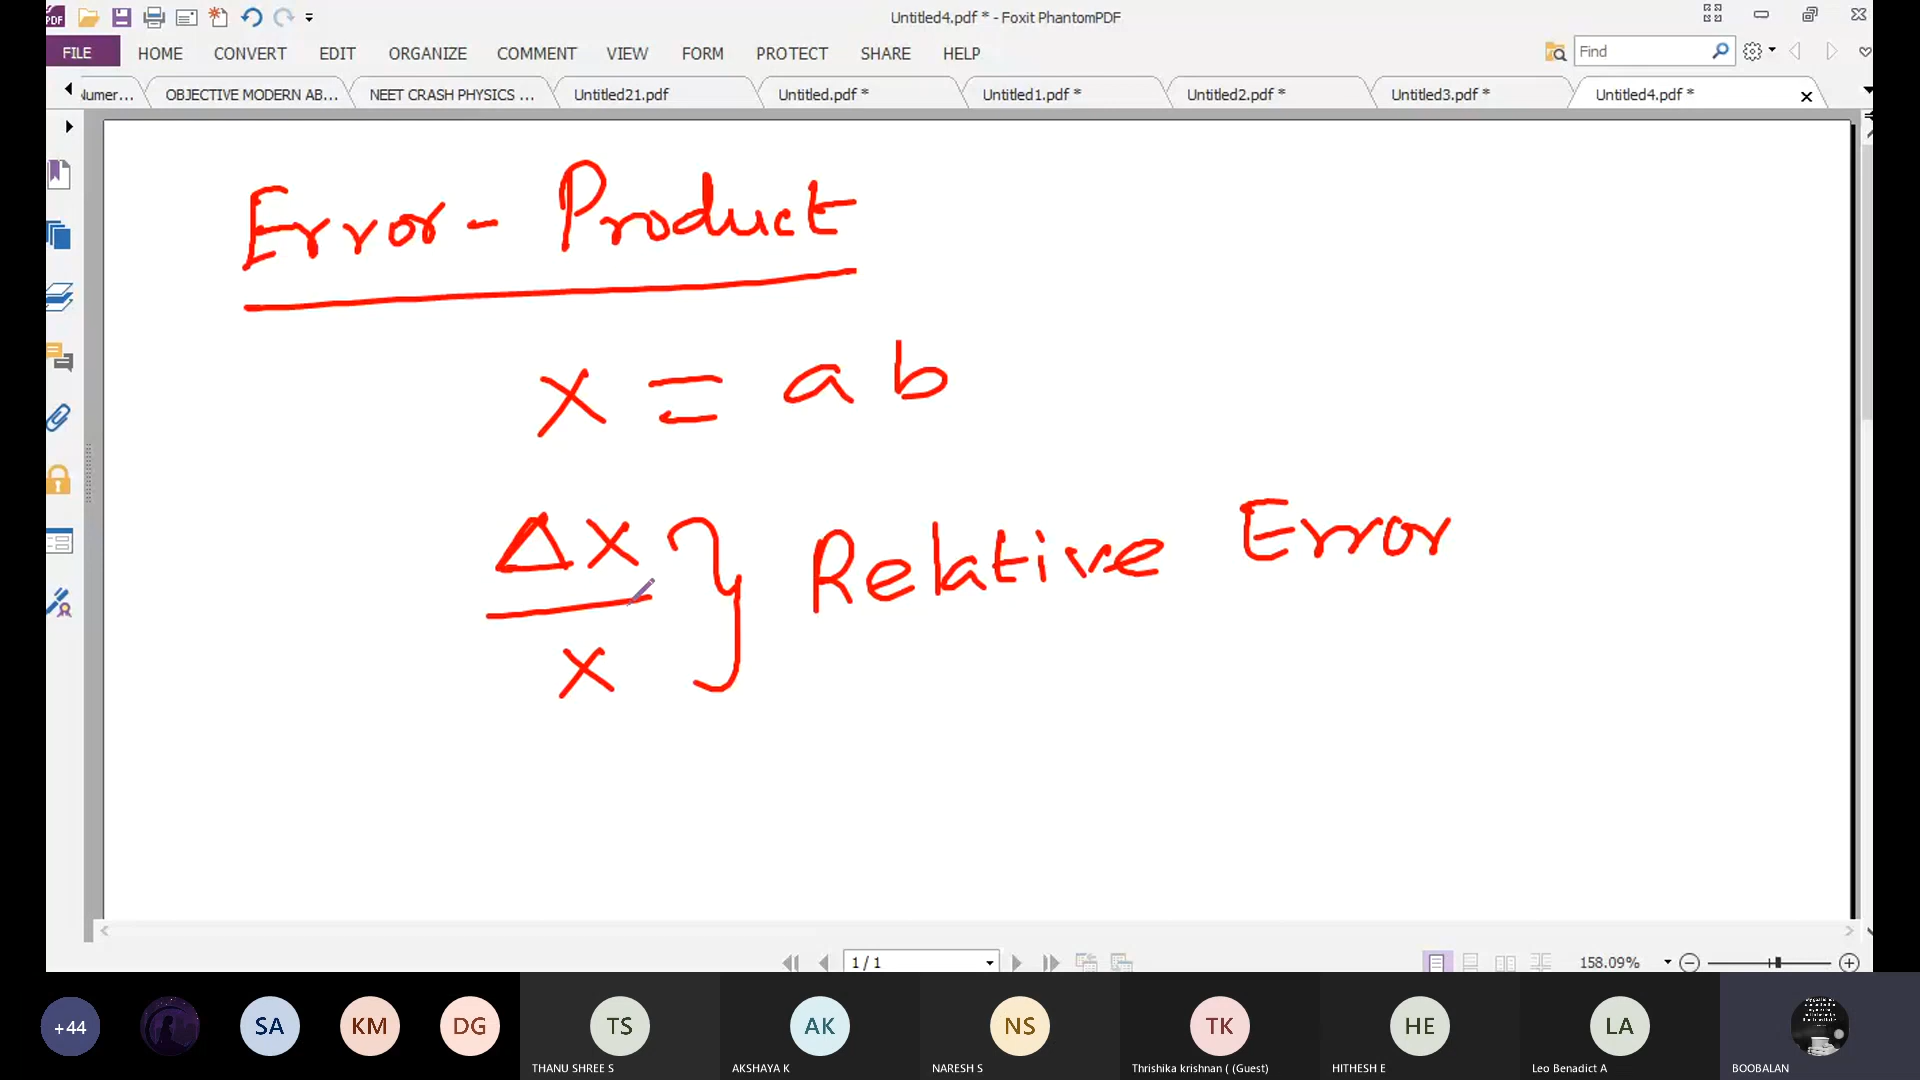 Untitled4.pdf * - Foxit PhantomPDF
FILE HOME CONVERT EDIT ORGANIZE COMMENT VIEW FORM PROTECT SHARE HELP Find
Numer... OBJECTIVE MODERN AB... NEET CRASH PHYSICS ... Untitled21.pdf Untitled.pdf * Untitled1.pdf * Untitled2.pdf * Untitled3.pdf * Untitled4.pdf *
Error - Product
x = a b
Δx
x
} Relative Error
1 / 1 158.09%
+44 SA KM DG TS AK NS TK HE LA
THANU SHREE S AKSHAYA K NARESH S Thrishika krishnan ( (Guest) HITHESH E Leo Benadict A BOOBALAN